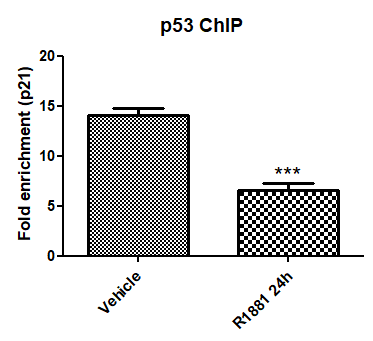 p53 ChIP
Fold enrichment (p21)
20
15
10
5
0
***
Vehicle
R1881 24h